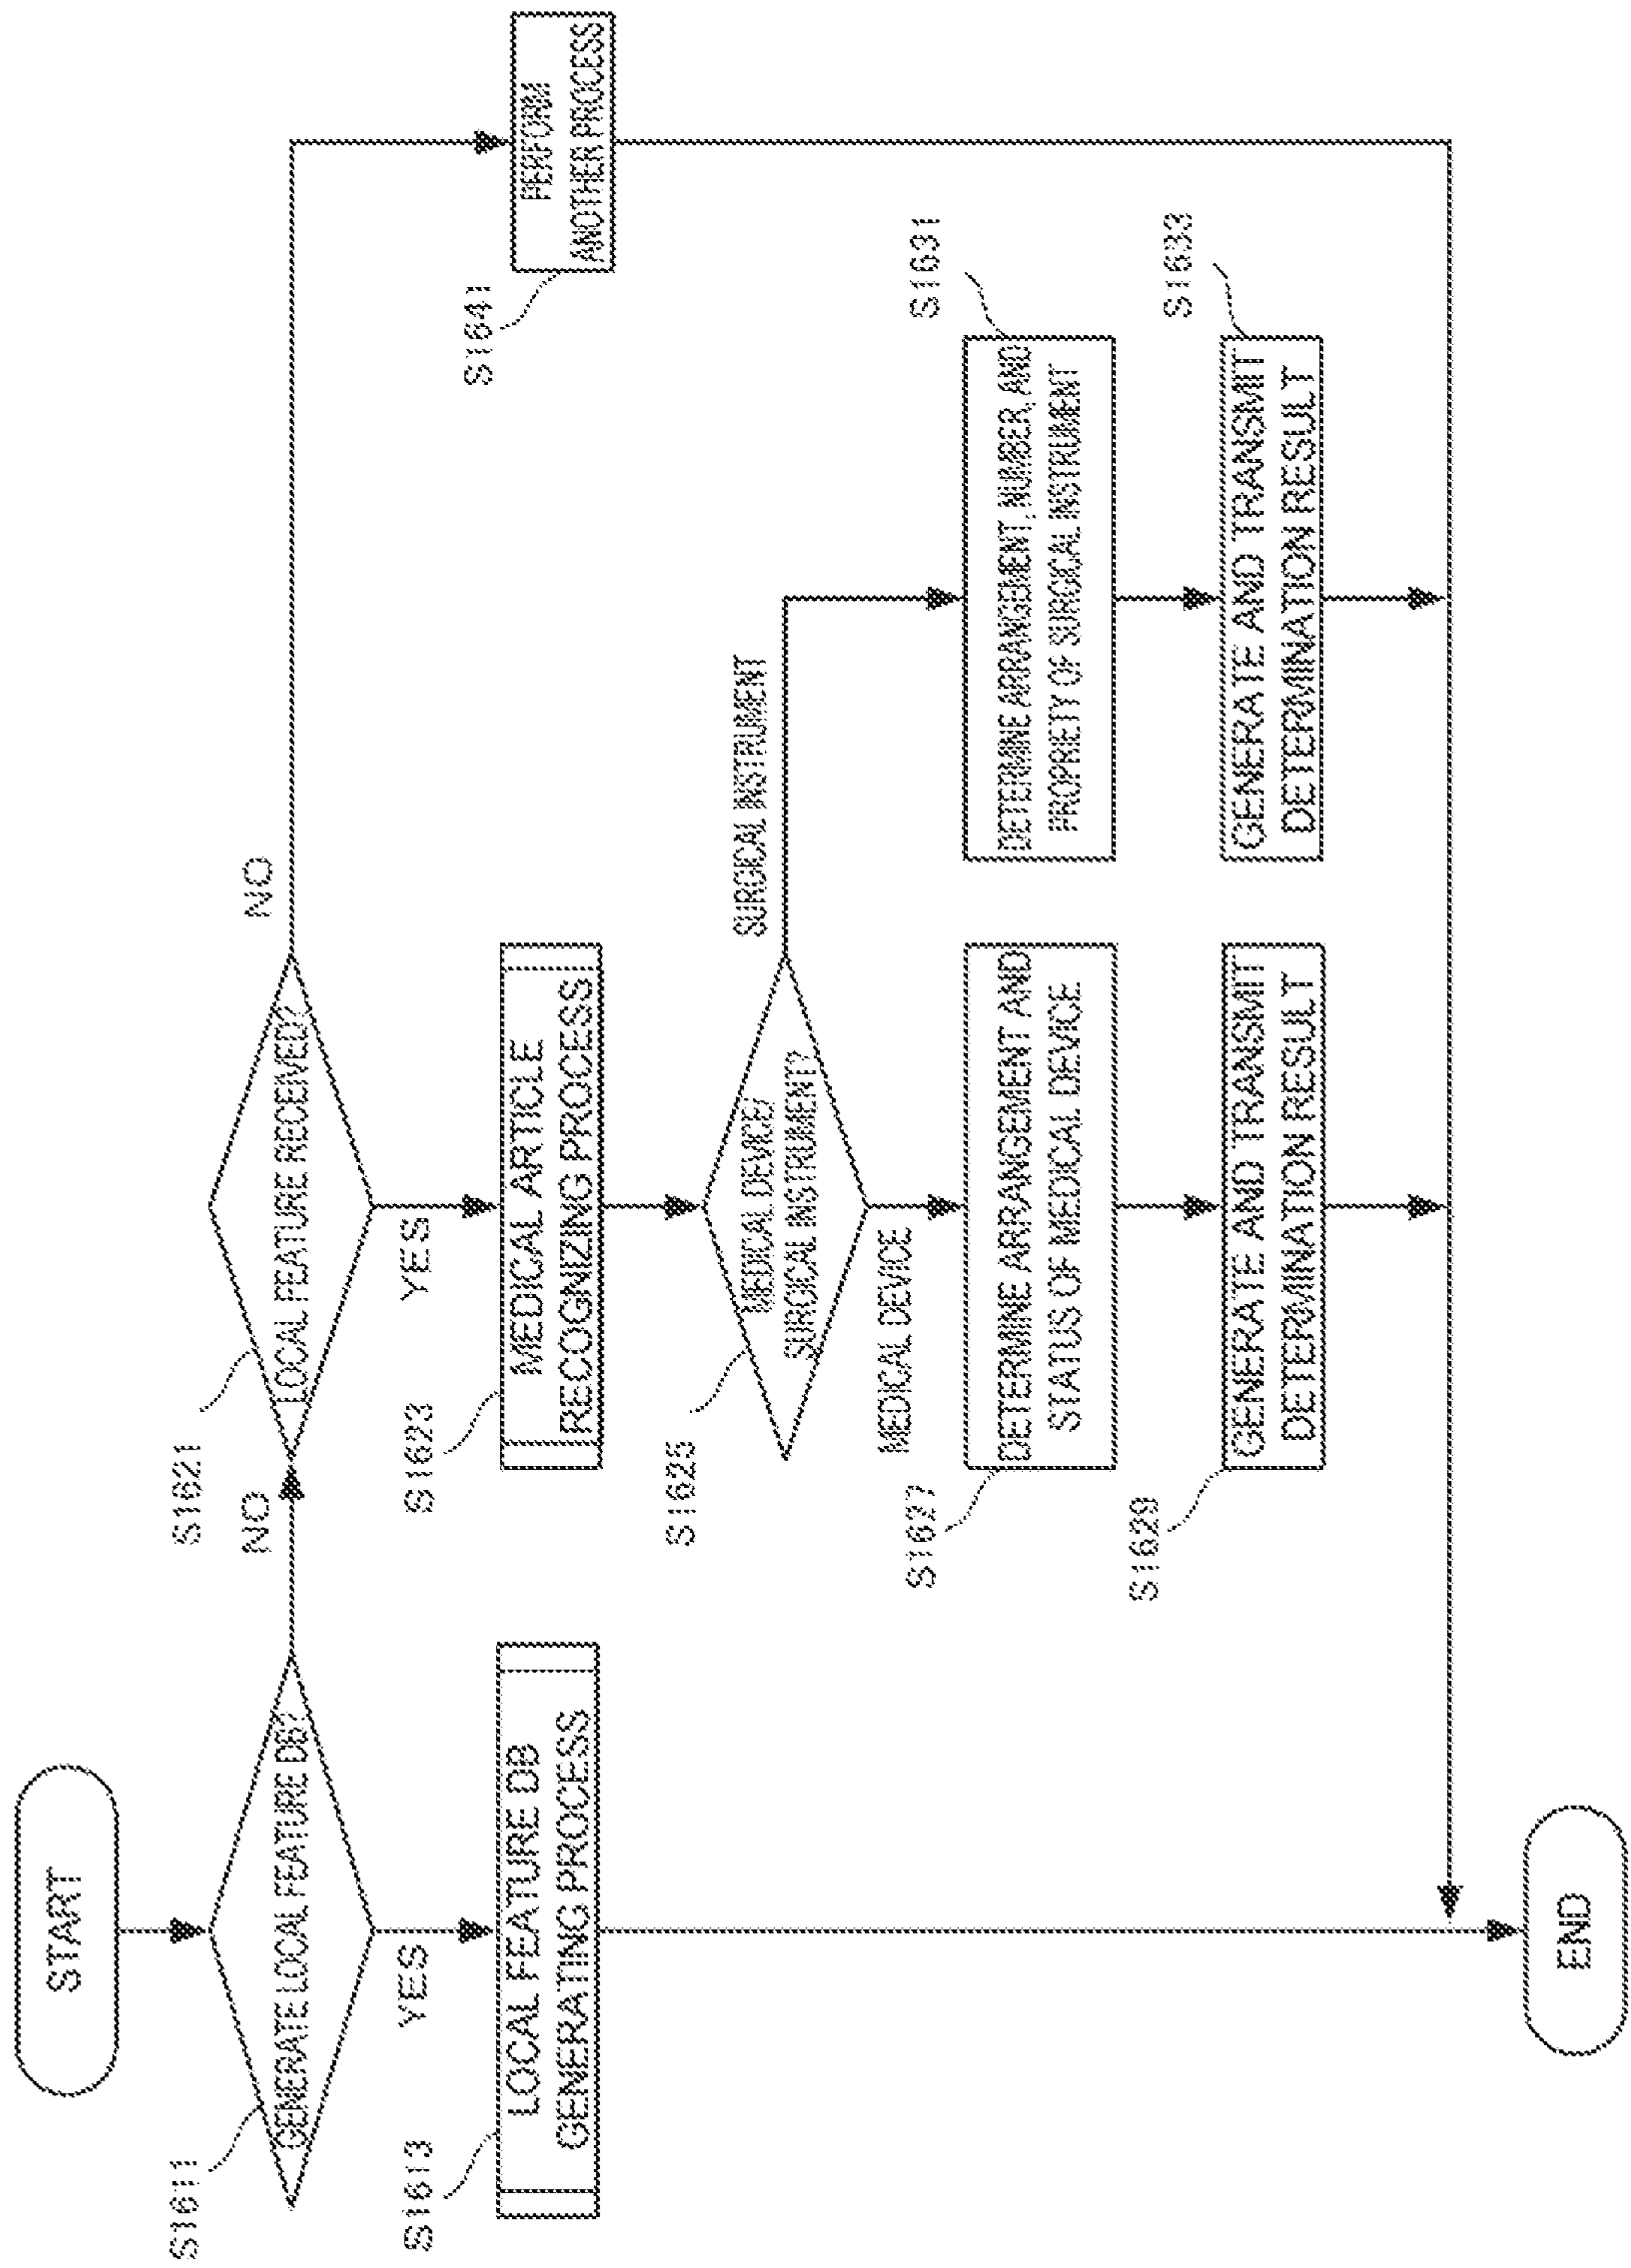 START
S1611
GENERATE LOCAL FEATURE DB?
NO
YES
S1613
LOCAL FEATURE DB
GENERATING PROCESS
S1621
LOCAL FEATURE RECEIVED?
NO
YES
S1623
MEDICAL ARTICLE
RECOGNIZING PROCESS
S1625
MEDICAL DEVICE/
SURGICAL INSTRUMENT?
SURGICAL INSTRUMENT
MEDICAL DEVICE
S1627
DETERMINE ARRANGEMENT AND
STATUS OF MEDICAL DEVICE
S1629
GENERATE AND TRANSMIT
DETERMINATION RESULT
S1631
DETERMINE ARRANGEMENT, NUMBER, AND
PROPRIETY OF SURGICAL INSTRUMENT
S1633
GENERATE AND TRANSMIT
DETERMINATION RESULT
S1641
PERFORM
ANOTHER PROCESS
END